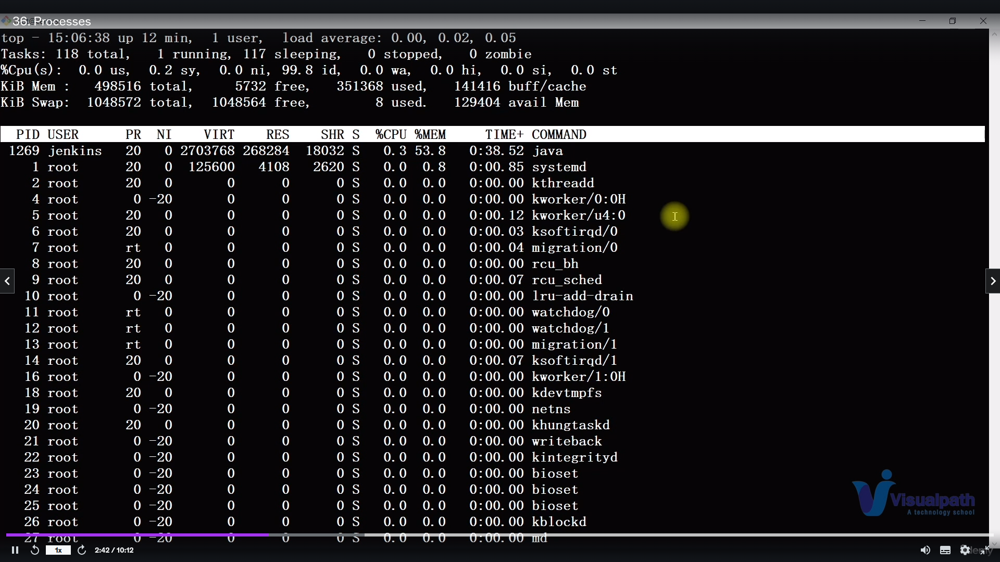 36. Processes
top - 15:06:38 up 12 min,  1 user,  load average: 0.00, 0.02, 0.05
Tasks: 118 total,   1 running, 117 sleeping,   0 stopped,   0 zombie
%Cpu(s):  0.0 us,  0.2 sy,  0.0 ni, 99.8 id,  0.0 wa,  0.0 hi,  0.0 si,  0.0 st
KiB Mem :   498516 total,     5732 free,   351368 used,   141416 buff/cache
KiB Swap:  1048572 total,  1048564 free,        8 used.   129404 avail Mem
PID USER      PR  NI    VIRT    RES    SHR S  %CPU %MEM     TIME+ COMMAND
1269 jenkins   20   0 2703768 268284  18032 S   0.3 53.8   0:38.52 java
1 root      20   0  125600   4108   2620 S   0.0  0.8   0:00.85 systemd
2 root      20   0       0      0      0 S   0.0  0.0   0:00.00 kthreadd
4 root       0 -20       0      0      0 S   0.0  0.0   0:00.00 kworker/0:0H
5 root      20   0       0      0      0 S   0.0  0.0   0:00.12 kworker/u4:0
6 root      20   0       0      0      0 S   0.0  0.0   0:00.03 ksoftirqd/0
7 root      rt   0       0      0      0 S   0.0  0.0   0:00.04 migration/0
8 root      20   0       0      0      0 S   0.0  0.0   0:00.00 rcu_bh
9 root      20   0       0      0      0 S   0.0  0.0   0:00.07 rcu_sched
10 root       0 -20       0      0      0 S   0.0  0.0   0:00.00 lru-add-drain
11 root      rt   0       0      0      0 S   0.0  0.0   0:00.00 watchdog/0
12 root      rt   0       0      0      0 S   0.0  0.0   0:00.00 watchdog/1
13 root      rt   0       0      0      0 S   0.0  0.0   0:00.00 migration/1
14 root      20   0       0      0      0 S   0.0  0.0   0:00.07 ksoftirqd/1
16 root       0 -20       0      0      0 S   0.0  0.0   0:00.00 kworker/1:0H
18 root      20   0       0      0      0 S   0.0  0.0   0:00.00 kdevtmpfs
19 root       0 -20       0      0      0 S   0.0  0.0   0:00.00 netns
20 root      20   0       0      0      0 S   0.0  0.0   0:00.00 khungtaskd
21 root       0 -20       0      0      0 S   0.0  0.0   0:00.00 writeback
22 root       0 -20       0      0      0 S   0.0  0.0   0:00.00 kintegrityd
23 root       0 -20       0      0      0 S   0.0  0.0   0:00.00 bioset
24 root       0 -20       0      0      0 S   0.0  0.0   0:00.00 bioset
25 root       0 -20       0      0      0 S   0.0  0.0   0:00.00 bioset
26 root       0 -20       0      0      0 S   0.0  0.0   0:00.00 kblockd
27 root       0 -20       0      0      0 S   0.0  0.0   0:00.00 md
Visualpath
A technology school
1x
2:42 / 10:12